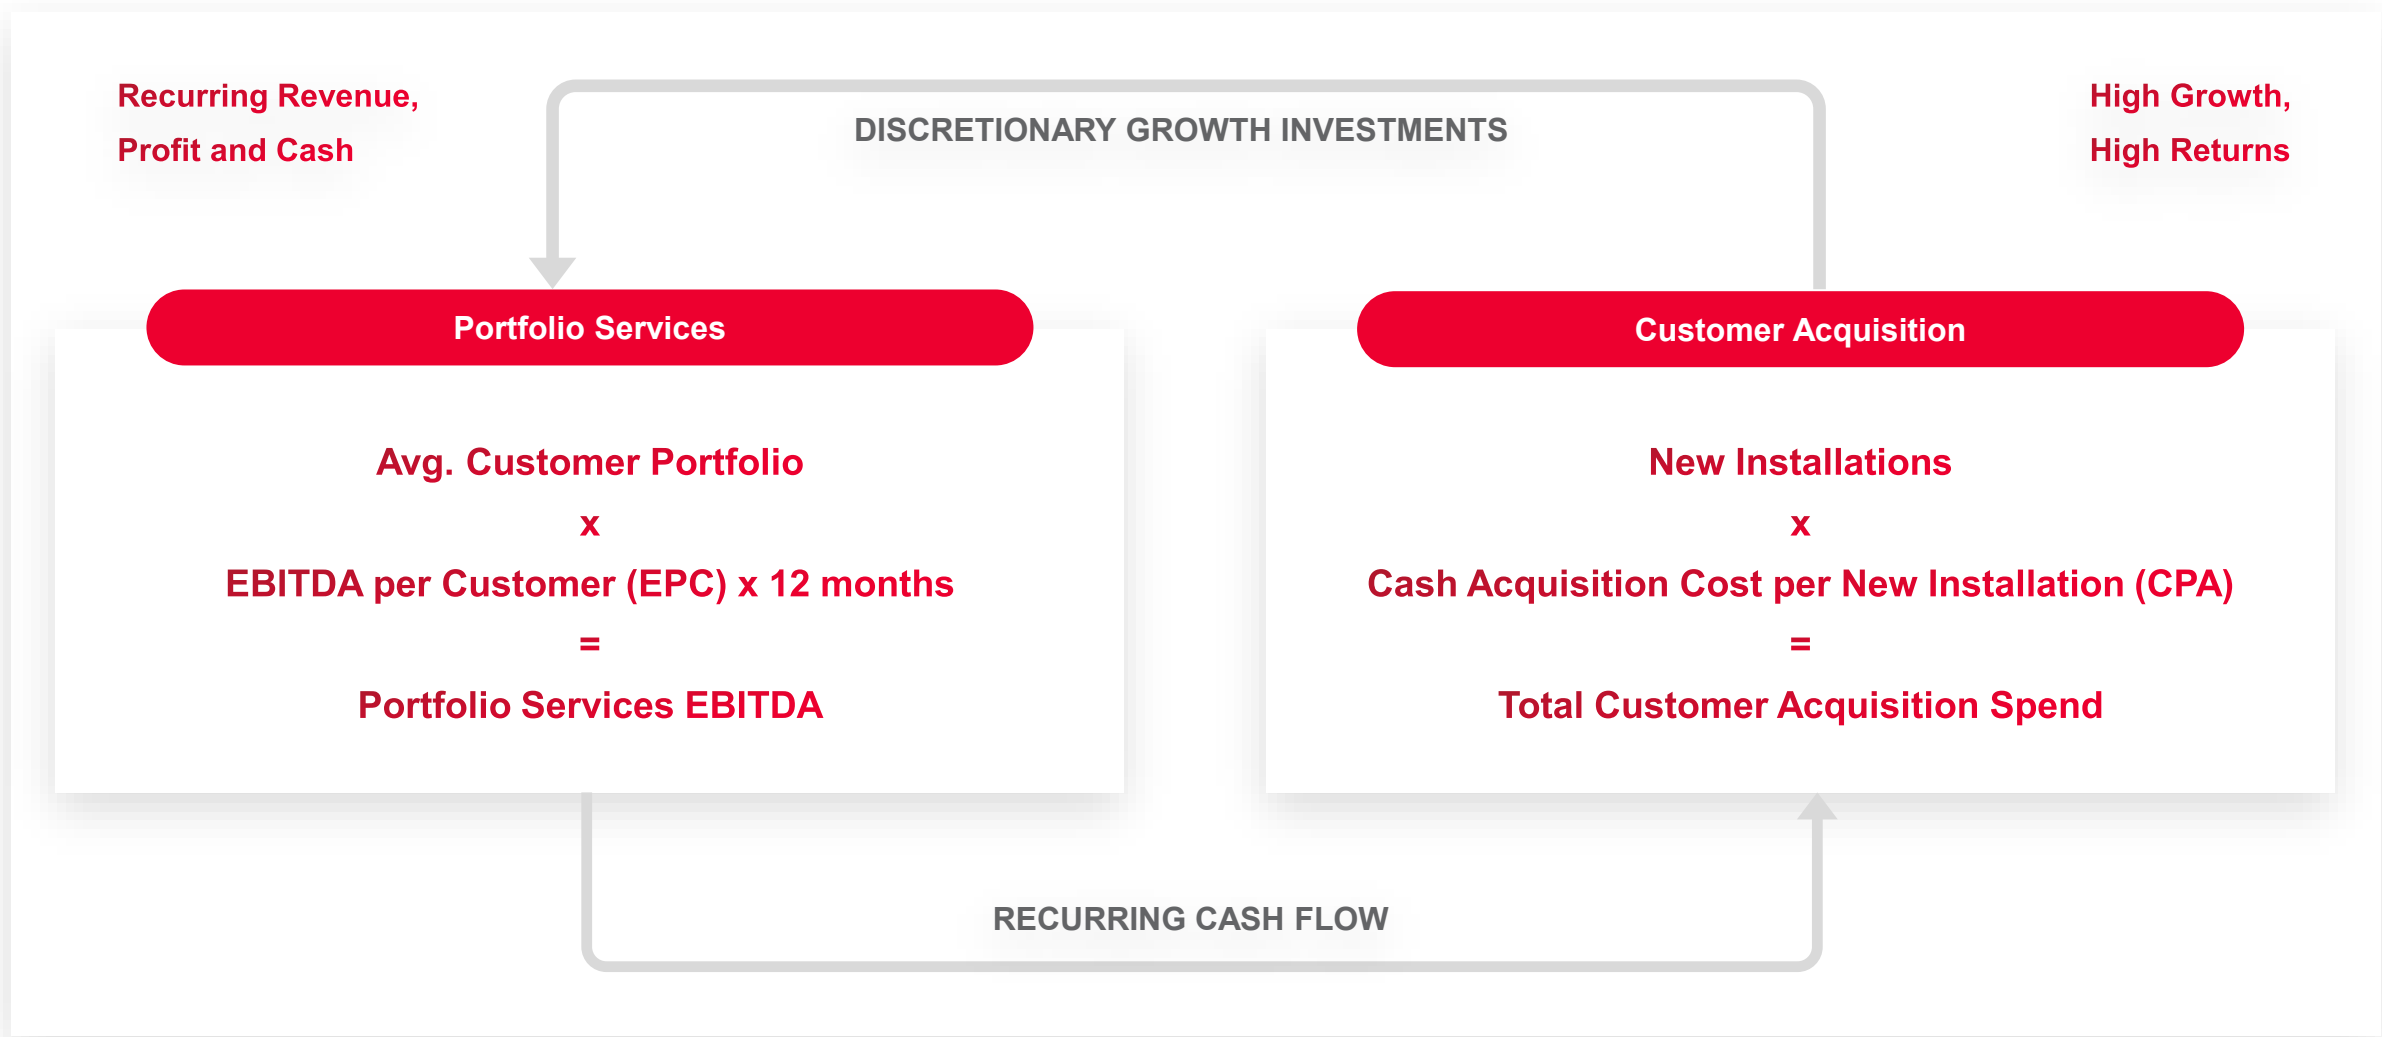 Recurring Revenue,
Profit and Cash
DISCRETIONARY GROWTH INVESTMENTS
High Growth,
High Returns
Portfolio Services
Avg. Customer Portfolio
x
EBITDA per Customer (EPC) x 12 months
=
Portfolio Services EBITDA
Customer Acquisition
New Installations
x
Cash Acquisition Cost per New Installation (CPA)
=
Total Customer Acquisition Spend
RECURRING CASH FLOW